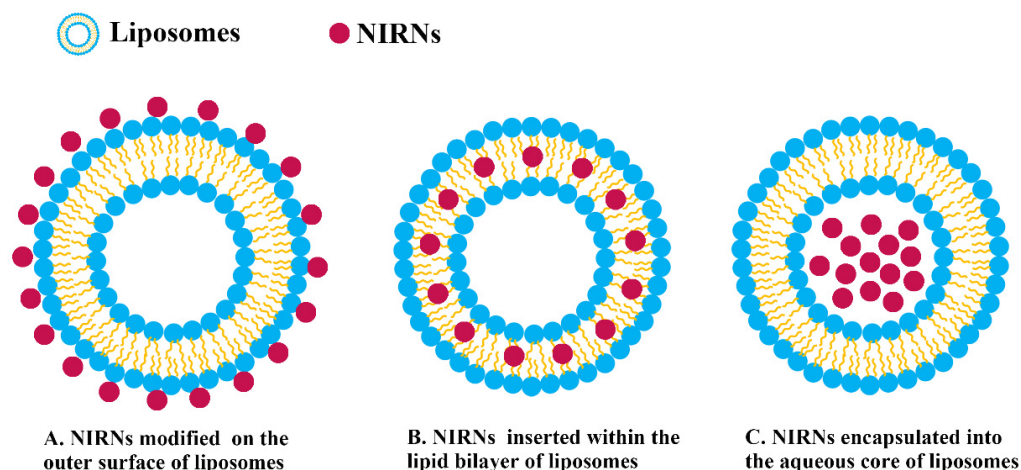 Liposomes
NIRNs
A. NIRNs modified on the
outer surface of liposomes
B. NIRNs inserted within the
lipid bilayer of liposomes
C. NIRNs encapsulated into
the aqueous core of liposomes